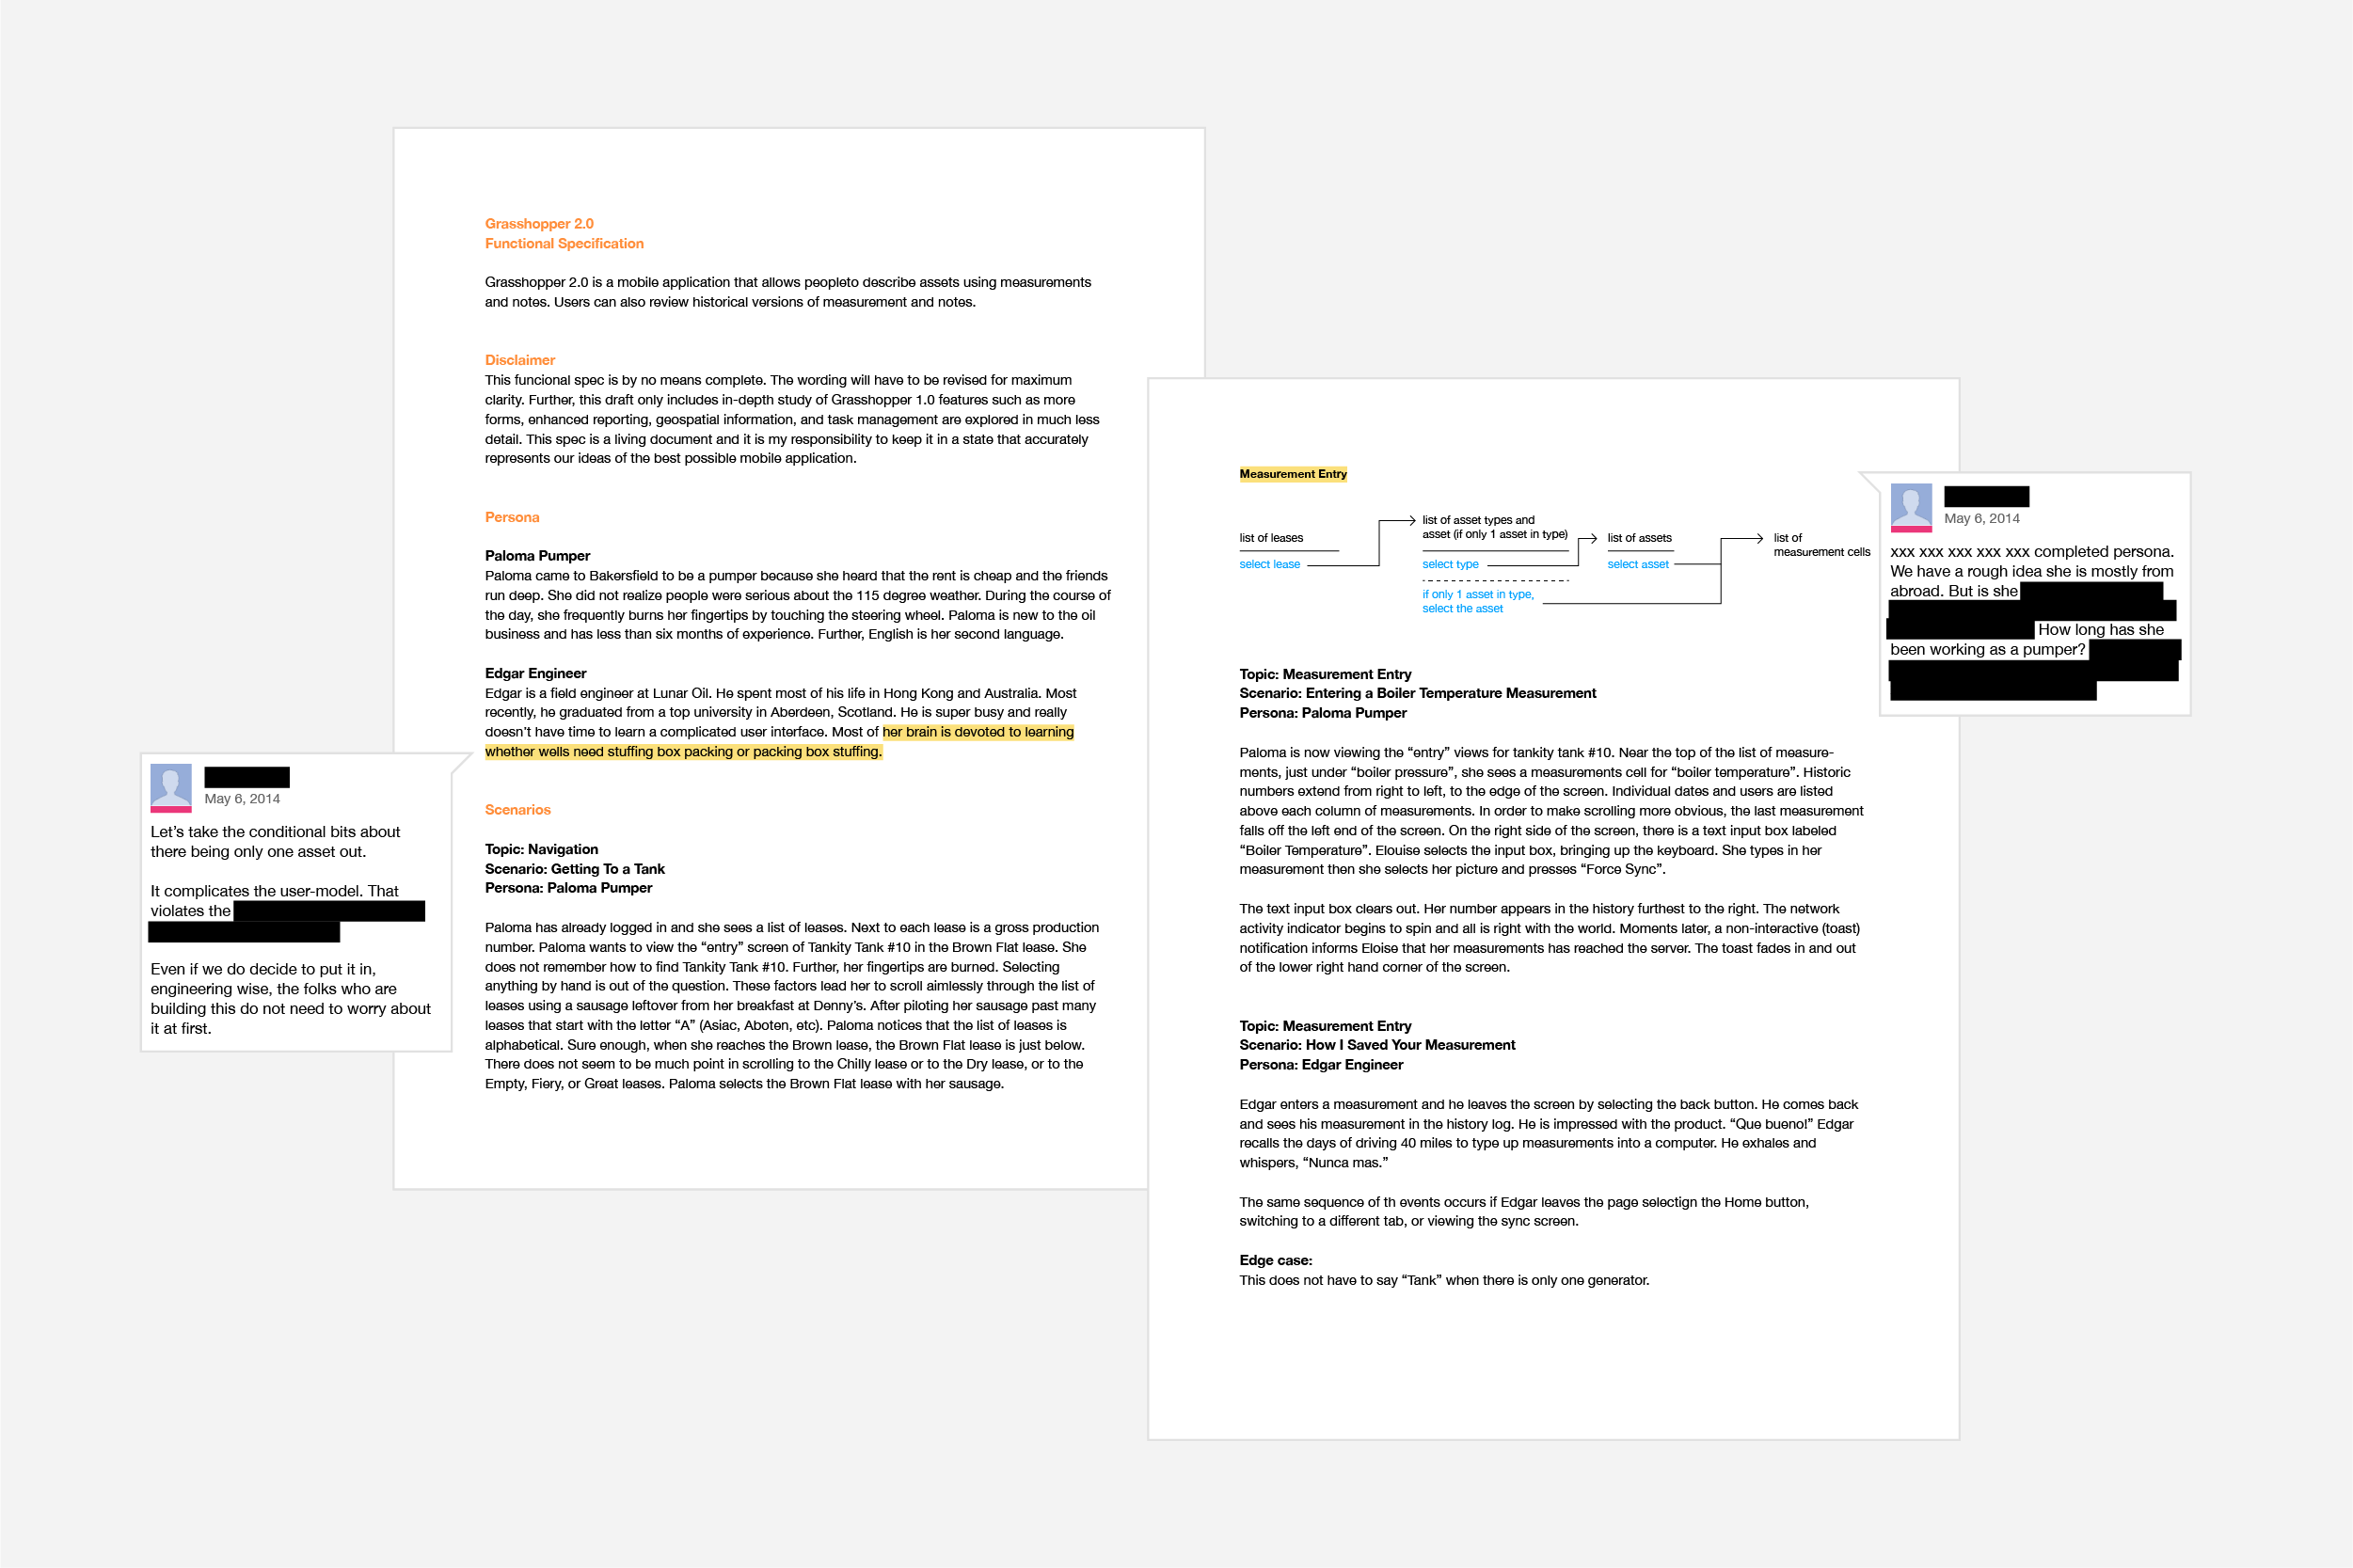 Grasshopper 2.0
Functional Specification
Grasshopper 2.0 is a mobile application that allows peopleto describe assets using measurements
and notes. Users can also review historical versions of measurement and notes.
Disclaimer
This funcional spec is by no means complete. The wording will have to be revised for maximum
clarity. Further, this draft only includes in-depth study of Grasshopper 1.0 features such as more
forms, enhanced reporting, geospatial information, and task management are explored in much less
detail. This spec is a living document and it is my responsibility to keep it in a state that accurately
represents our ideas of the best possible mobile application.
Persona
Paloma Pumper
Paloma came to Bakersfield to be a pumper because she heard that the rent is cheap and the friends
run deep. She did not realize people were serious about the 115 degree weather. During the course of
the day, she frequently burns her fingertips by touching the steering wheel. Paloma is new to the oil
business and has less than six months of experience. Further, English is her second language.
Edgar Engineer
Edgar is a field engineer at Lunar Oil. He spent most of his life in Hong Kong and Australia. Most
recently, he graduated from a top university in Aberdeen, Scotland. He is super busy and really
doesn’t have time to learn a complicated user interface. Most of her brain is devoted to learning
whether wells need stuffing box packing or packing box stuffing.
Scenarios
Topic: Navigation
Scenario: Getting To a Tank
Persona: Paloma Pumper
Paloma has already logged in and she sees a list of leases. Next to each lease is a gross production
number. Paloma wants to view the “entry” screen of Tankity Tank #10 in the Brown Flat lease. She
does not remember how to find Tankity Tank #10. Further, her fingertips are burned. Selecting
anything by hand is out of the question. These factors lead her to scroll aimlessly through the list of
leases using a sausage leftover from her breakfast at Denny’s. After piloting her sausage past many
leases that start with the letter “A” (Asiac, Aboten, etc). Paloma notices that the list of leases is
alphabetical. Sure enough, when she reaches the Brown lease, the Brown Flat lease is just below.
There does not seem to be much point in scrolling to the Chilly lease or to the Dry lease, or to the
Empty, Fiery, or Great leases. Paloma selects the Brown Flat lease with her sausage.
May 6, 2014
Let’s take the conditional bits about
there being only one asset out.
It complicates the user-model. That
violates the
Even if we do decide to put it in,
engineering wise, the folks who are
building this do not need to worry about
it at first.
Measurement Entry
list of leases
select lease
list of asset types and
asset (if only 1 asset in type)
select type
if only 1 asset in type,
select the asset
list of assets
select asset
list of
measurement cells
Topic: Measurement Entry
Scenario: Entering a Boiler Temperature Measurement
Persona: Paloma Pumper
Paloma is now viewing the “entry” views for tankity tank #10. Near the top of the list of measure-
ments, just under “boiler pressure”, she sees a measurements cell for “boiler temperature”. Historic
numbers extend from right to left, to the edge of the screen. Individual dates and users are listed
above each column of measurements. In order to make scrolling more obvious, the last measurement
falls off the left end of the screen. On the right side of the screen, there is a text input box labeled
“Boiler Temperature”. Elouise selects the input box, bringing up the keyboard. She types in her
measurement then she selects her picture and presses “Force Sync”.
The text input box clears out. Her number appears in the history furthest to the right. The network
activity indicator begins to spin and all is right with the world. Moments later, a non-interactive (toast)
notification informs Eloise that her measurements has reached the server. The toast fades in and out
of the lower right hand corner of the screen.
Topic: Measurement Entry
Scenario: How I Saved Your Measurement
Persona: Edgar Engineer
Edgar enters a measurement and he leaves the screen by selecting the back button. He comes back
and sees his measurement in the history log. He is impressed with the product. “Que bueno!” Edgar
recalls the days of driving 40 miles to type up measurements into a computer. He exhales and
whispers, “Nunca mas.”
The same sequence of th events occurs if Edgar leaves the page selectign the Home button,
switching to a different tab, or viewing the sync screen.
Edge case:
This does not have to say “Tank” when there is only one generator.
May 6, 2014
xxx xxx xxx xxx xxx completed persona.
We have a rough idea she is mostly from
abroad. But is she
How long has she
been working as a pumper?